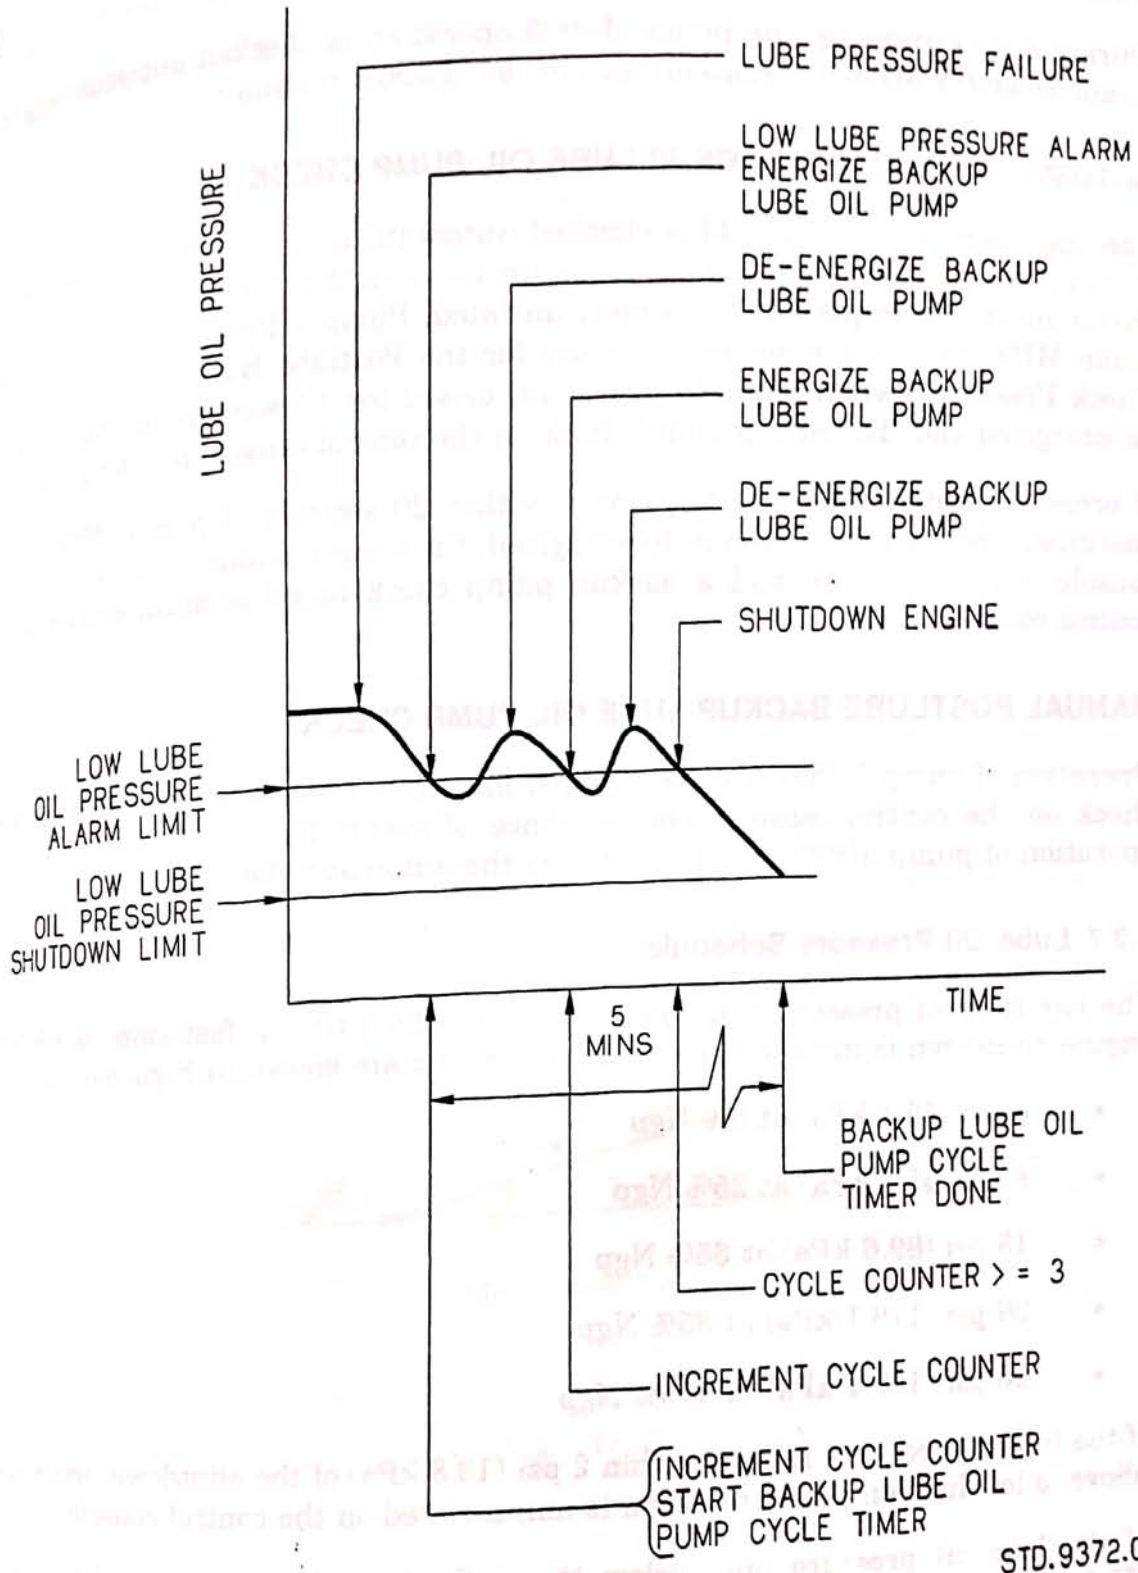 LUBE PRESSURE FAILURE
LOW LUBE PRESSURE ALARM
ENERGIZE BACKUP
LUBE OIL PUMP
DE-ENERGIZE BACKUP
LUBE OIL PUMP
ENERGIZE BACKUP
LUBE OIL PUMP
DE-ENERGIZE BACKUP
LUBE OIL PUMP
SHUTDOWN ENGINE
LUBE OIL PRESSURE
LOW LUBE
OIL PRESSURE
ALARM LIMIT
LOW LUBE
OIL PRESSURE
SHUTDOWN LIMIT
TIME
5
MINS
BACKUP LUBE OIL
PUMP CYCLE
TIMER DONE
CYCLE COUNTER > = 3
INCREMENT CYCLE COUNTER
INCREMENT CYCLE COUNTER
START BACKUP LUBE OIL
PUMP CYCLE TIMER
STD.9372.0